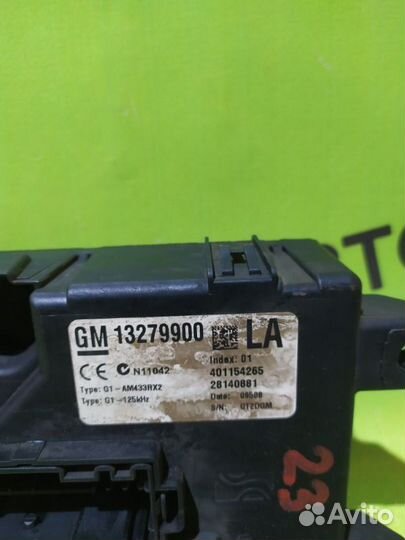 GM 13279900 LA
Index: 01
CE N11042 401154265
Type: G1-AM433RX2 28140881
Date: 09508
Type: G1-125kHz
S/N: QT2DGM
23
Avito